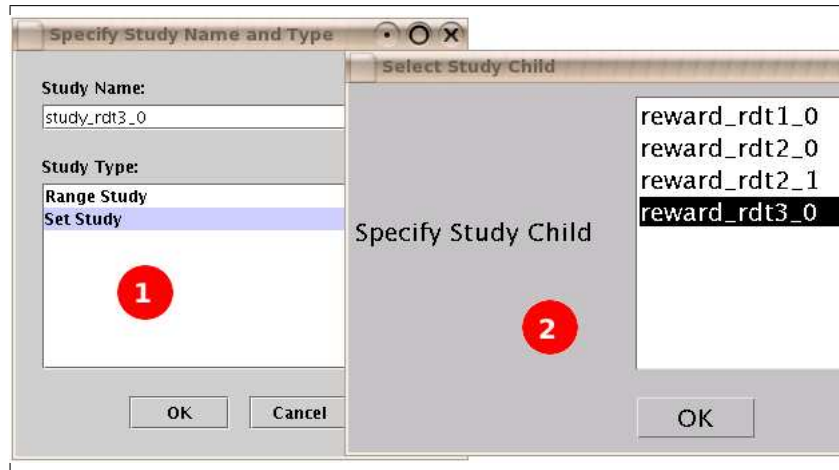 Specify Study Name and Type
Study Name:
study_rdt3_0
Study Type:
Range Study
Set Study
1
OK
Cancel
Select Study Child
Specify Study Child
reward_rdt1_0
reward_rdt2_0
reward_rdt2_1
reward_rdt3_0
2
OK